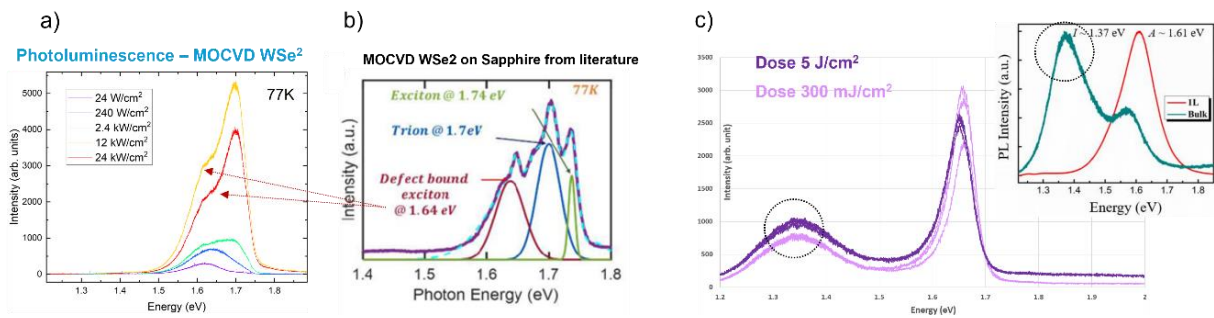 a)
Photoluminescence – MOCVD WSe²
77K
24 W/cm²
240 W/cm²
2.4 kW/cm²
12 kW/cm²
24 kW/cm²
Intensity (arb. units)
5000
4000
3000
2000
1000
0
1.3 1.4 1.5 1.6 1.7 1.8
Energy (eV)
b)
MOCVD WSe2 on Sapphire from literature
77K
Exciton @ 1.74 eV
Trion @ 1.7eV
Defect bound
exciton
@ 1.64 eV
Intensity (a.u.)
1.4 1.5 1.6 1.7 1.8
Photon Energy (eV)
c)
Dose 5 J/cm²
Dose 300 mJ/cm²
Intensity (arb. unit)
3500
3000
2500
2000
1500
1000
500
0
1.2 1.3 1.4 1.5 1.6 1.7 1.8 1.9 2
Energy (eV)
I ~ 1.37 eV
A ~ 1.61 eV
1L
Bulk
PL Intensity (a.u.)
1.3 1.4 1.5 1.6 1.7 1.8
Energy (eV)